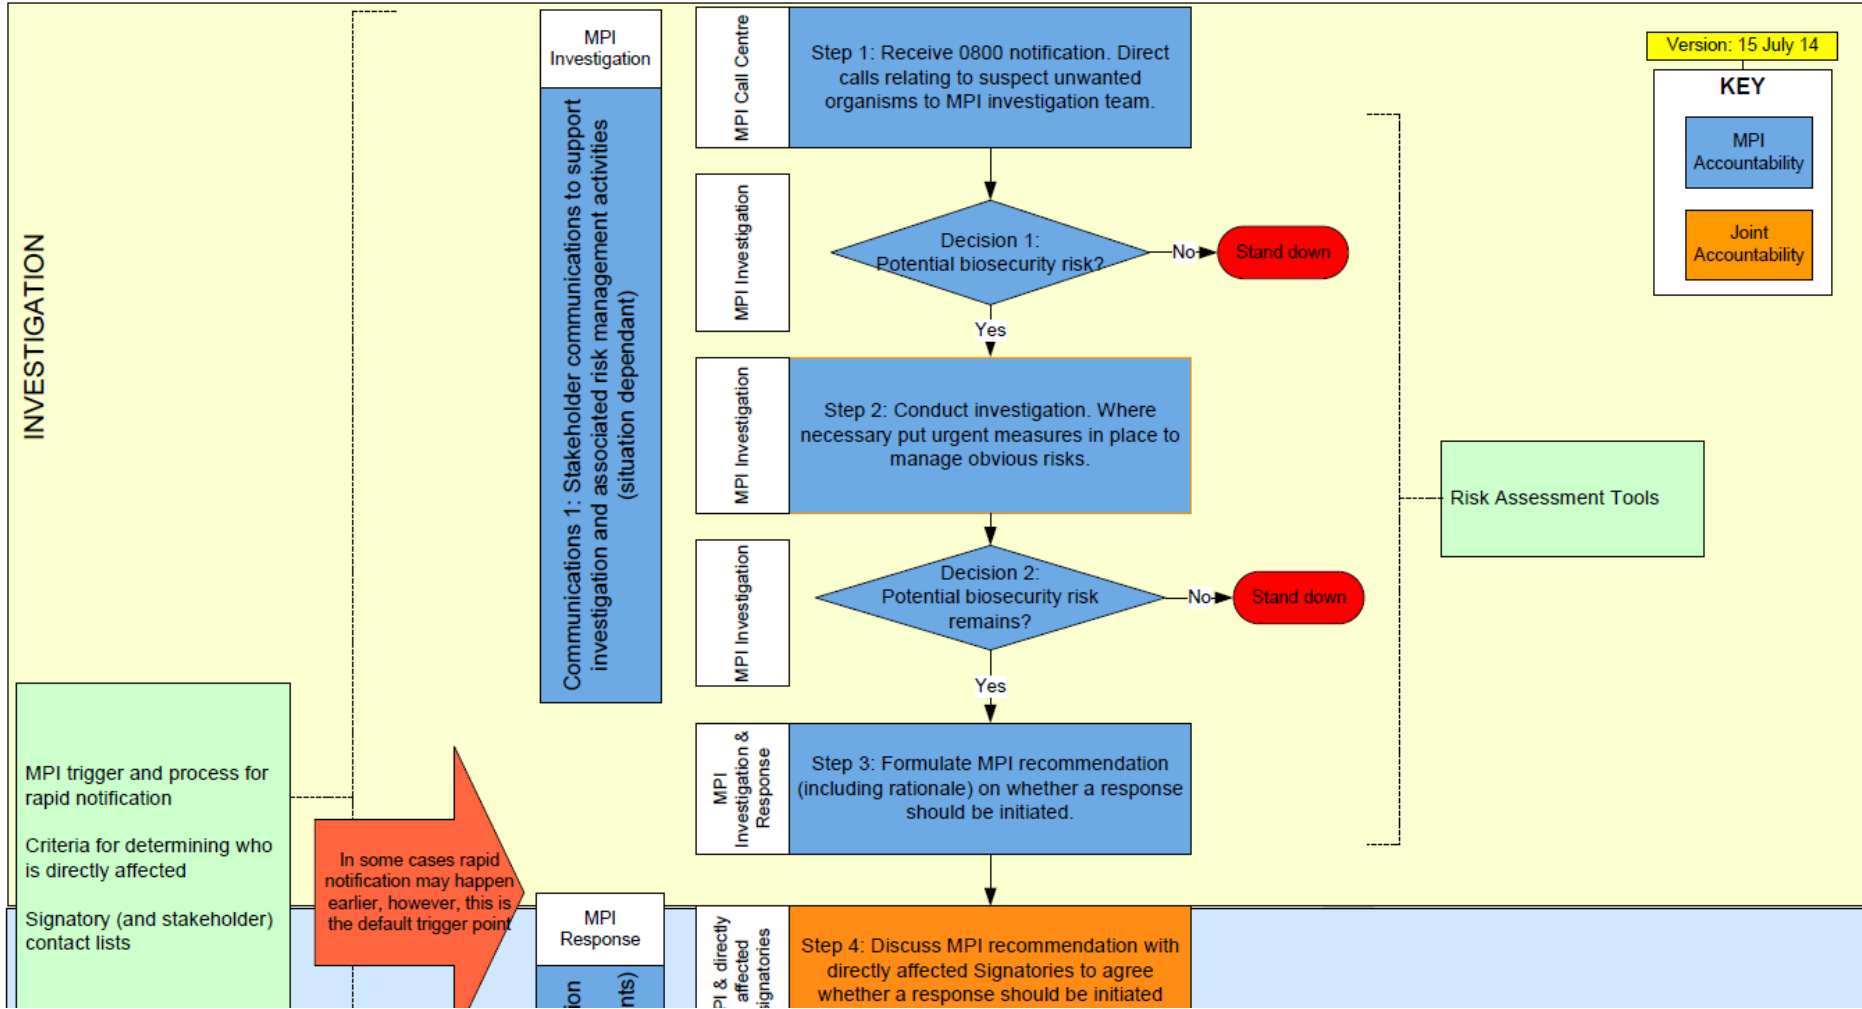 MPI
Investigation
Communications 1: Stakeholder communications to support
investigation and associated risk management activities
(situation dependant)
INVESTIGATION
MPI Call Centre
Step 1: Receive 0800 notification. Direct
calls relating to suspect unwanted
organisms to MPI investigation team.
Version: 15 July 14
KEY
MPI
Accountability
Joint
Accountability
MPI Investigation
Decision 1:
Potential biosecurity risk?
No
Stand down
Yes
MPI Investigation
Step 2: Conduct investigation. Where
necessary put urgent measures in place to
manage obvious risks.
Risk Assessment Tools
MPI Investigation
Decision 2:
Potential biosecurity risk
remains?
No
Stand down
Yes
MPI
Investigation &
Response
Step 3: Formulate MPI recommendation
(including rationale) on whether a response
should be initiated.
MPI trigger and process for
rapid notification
Criteria for determining who
is directly affected
Signatory (and stakeholder)
contact lists
In some cases rapid
notification may happen
earlier, however, this is
the default trigger point
MPI
Response
& directly
affected
signatories
Step 4: Discuss MPI recommendation with
directly affected Signatories to agree
whether a response should be initiated